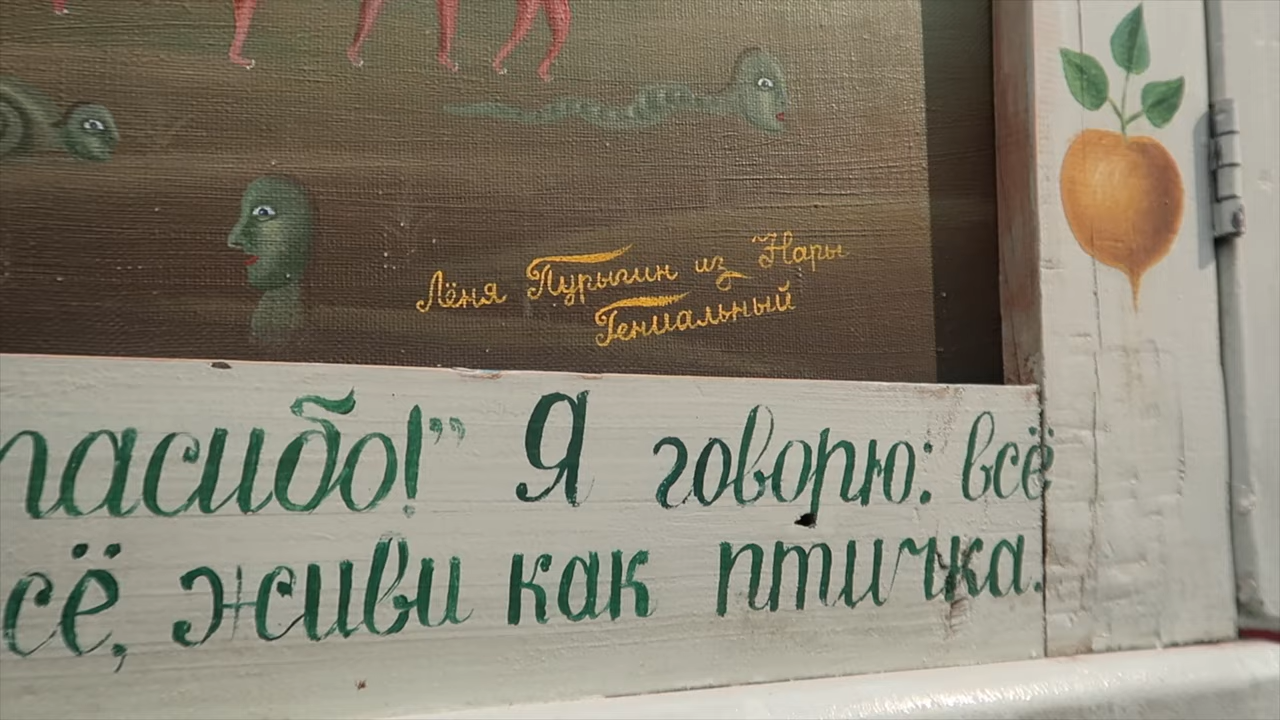 Лёня Пурыгин из Нары
Гениальный
пасибо!” Я говорю: всё
сё, живи как птичка.